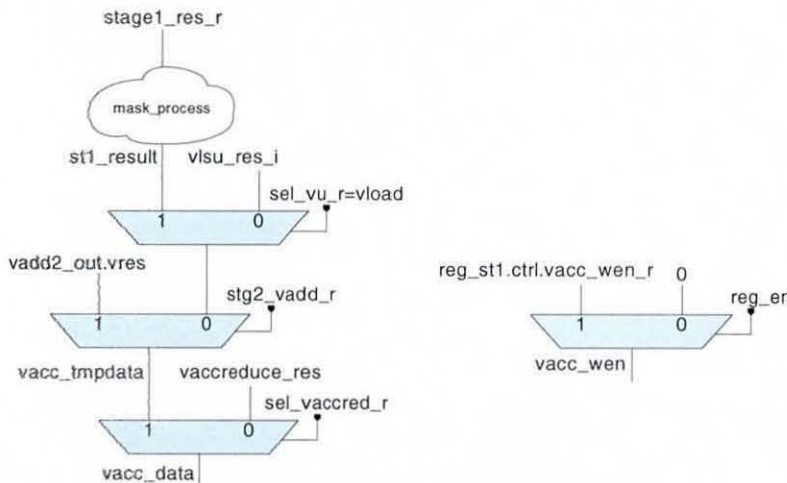 stage1_res_r
mask_process
st1_result vlsu_res_i
sel_vu_r=vload
1 0
vadd2_out.vres
stg2_vadd_r
1 0
vacc_tmpdata vaccreduce_res
sel_vaccred_r
1 0
vacc_data
reg_st1.ctrl.vacc_wen_r 0
reg_en
1 0
vacc_wen